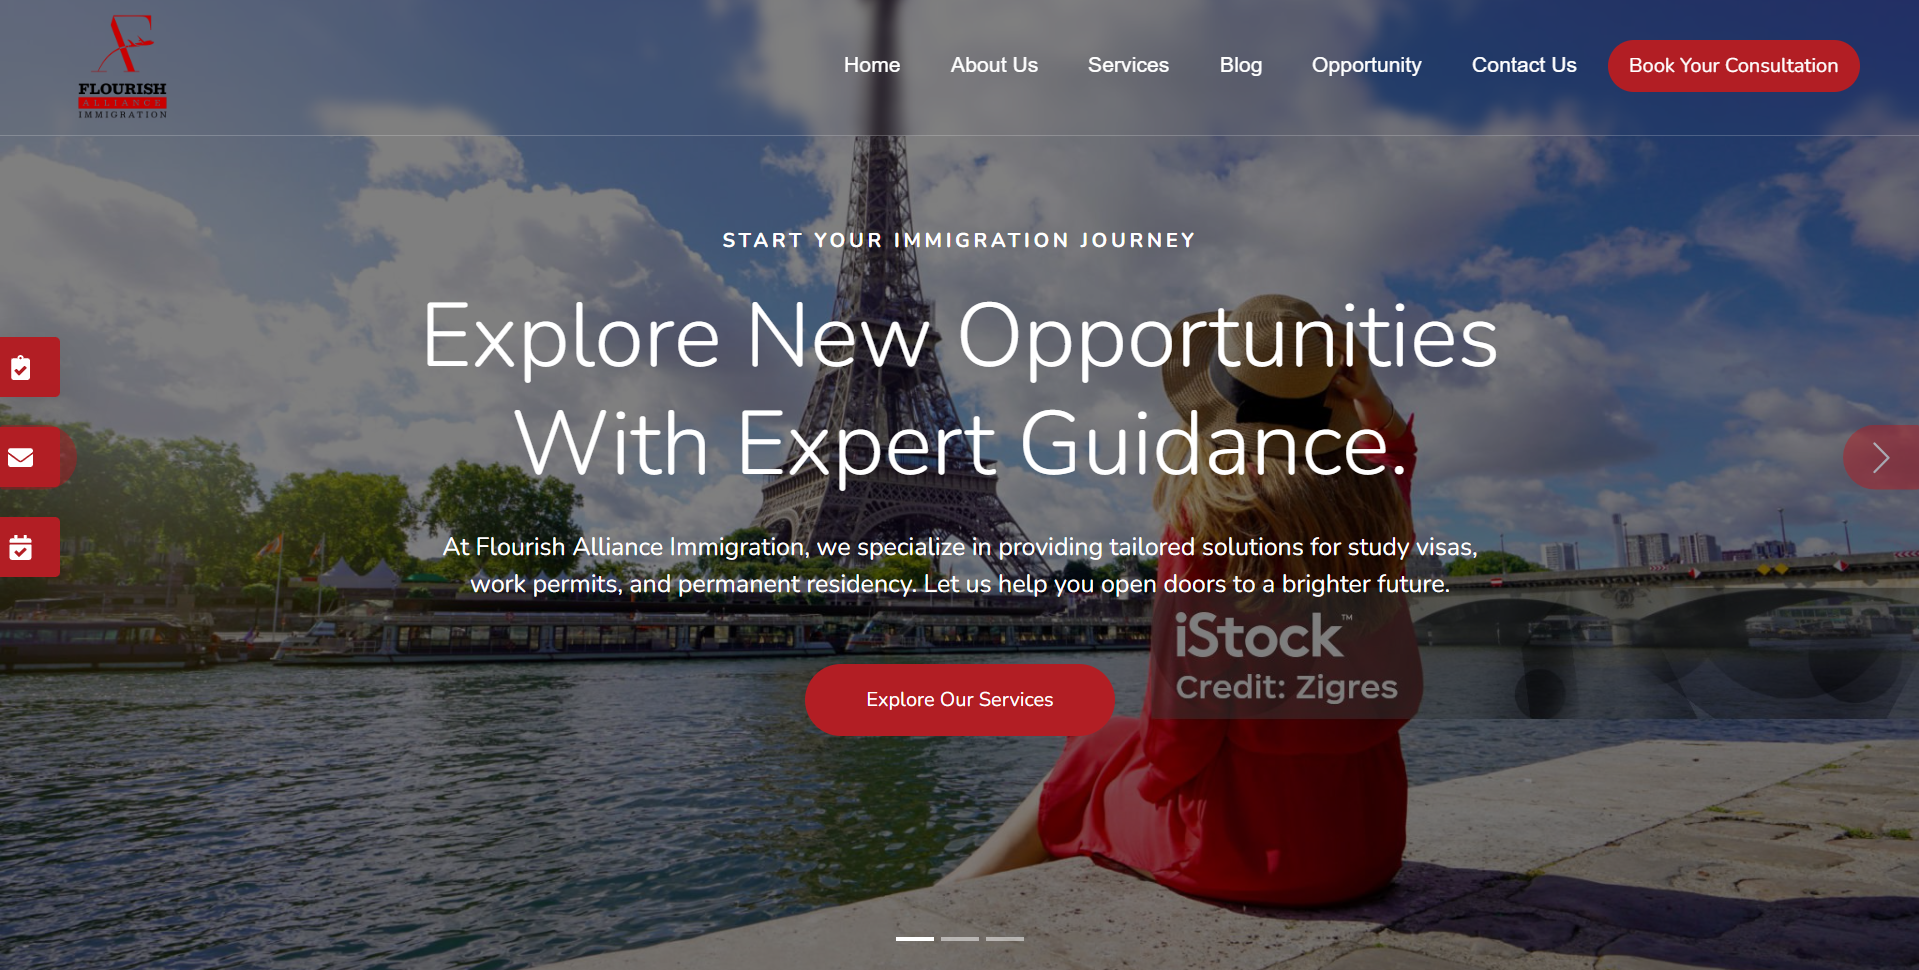 FLOURISH
ALLIANCE
IMMIGRATION
Home
About Us
Services
Blog
Opportunity
Contact Us
Book Your Consultation
START YOUR IMMIGRATION JOURNEY
Explore New Opportunities
With Expert Guidance.
At Flourish Alliance Immigration, we specialize in providing tailored solutions for study visas,
work permits, and permanent residency. Let us help you open doors to a brighter future.
iStock™
Credit: Zigres
Explore Our Services